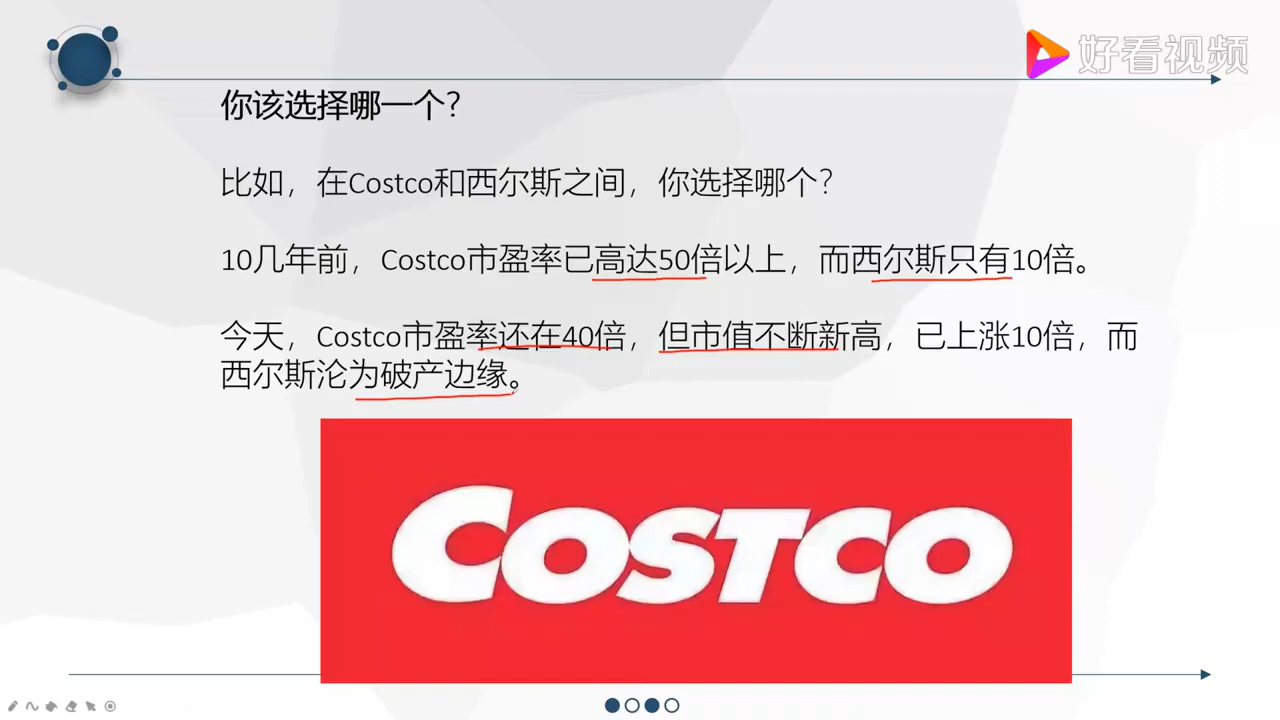 好看视频
你该选择哪一个？
比如，在Costco和西尔斯之间，你选择哪个？
10几年前，Costco市盈率已高达50倍以上，而西尔斯只有10倍。
今天，Costco市盈率还在40倍，但市值不断新高，已上涨10倍，而
西尔斯沦为破产边缘。
COSTCO